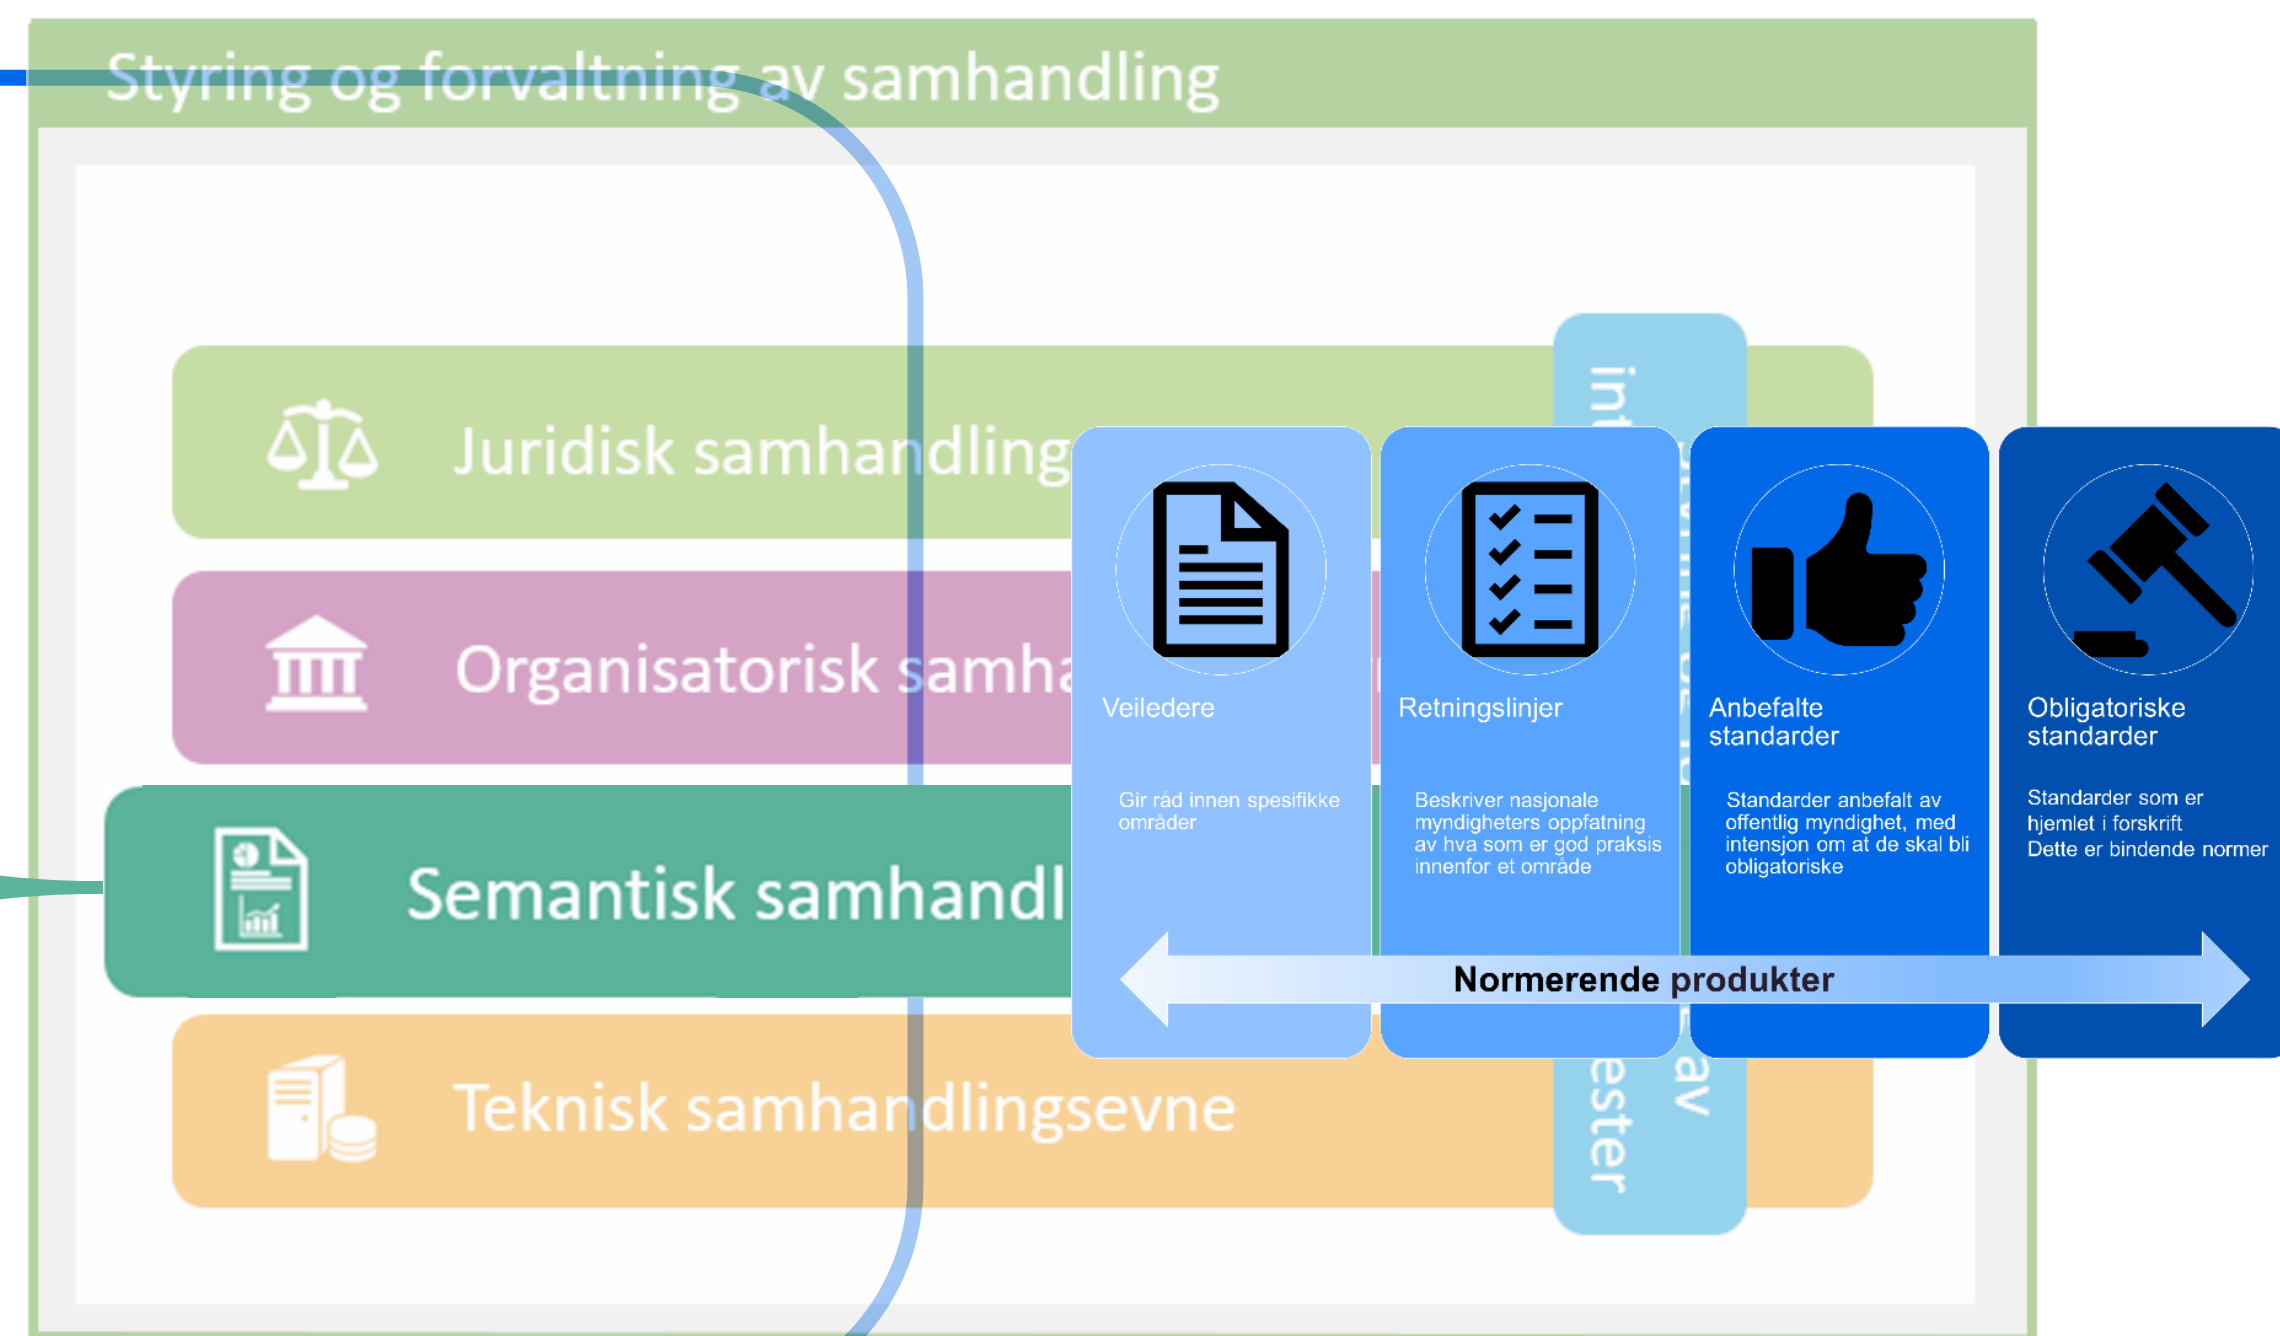 Styring og forvaltning av samhandling
Juridisk samhandling
Organisatorisk
Semantisk
Teknisk samhandlingsevne
av
Veiledere
Gir råd innen spesifikke
områder
Retningslinjer
Beskriver nasjonale
myndigheters oppfatning
av hva som er god praksis
innenfor et område
Anbefalte
standarder
Standarder anbefalt av
offentlig myndighet, med
intensjon om at de skal bli
obligatoriske
Obligatoriske
standarder
Standarder som er
hjemlet i forskrift
Dette er bindende normer
Normerende produkter